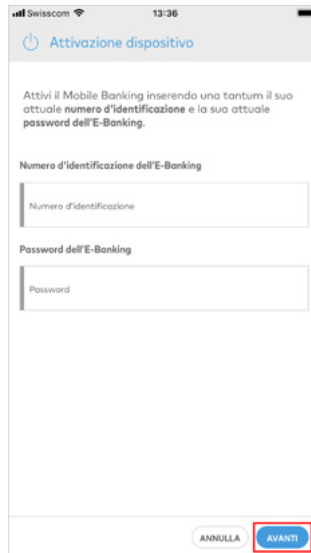 Swisscom 13:36
Attivazione dispositivo
Attivi il Mobile Banking inserendo una tantum il suo
attuale numero d'identificazione e la sua attuale
password dell'E-Banking.
Numero d'identificazione dell'E-Banking
Numero d'identificazione
Password dell'E-Banking
Password
ANNULLA AVANTI